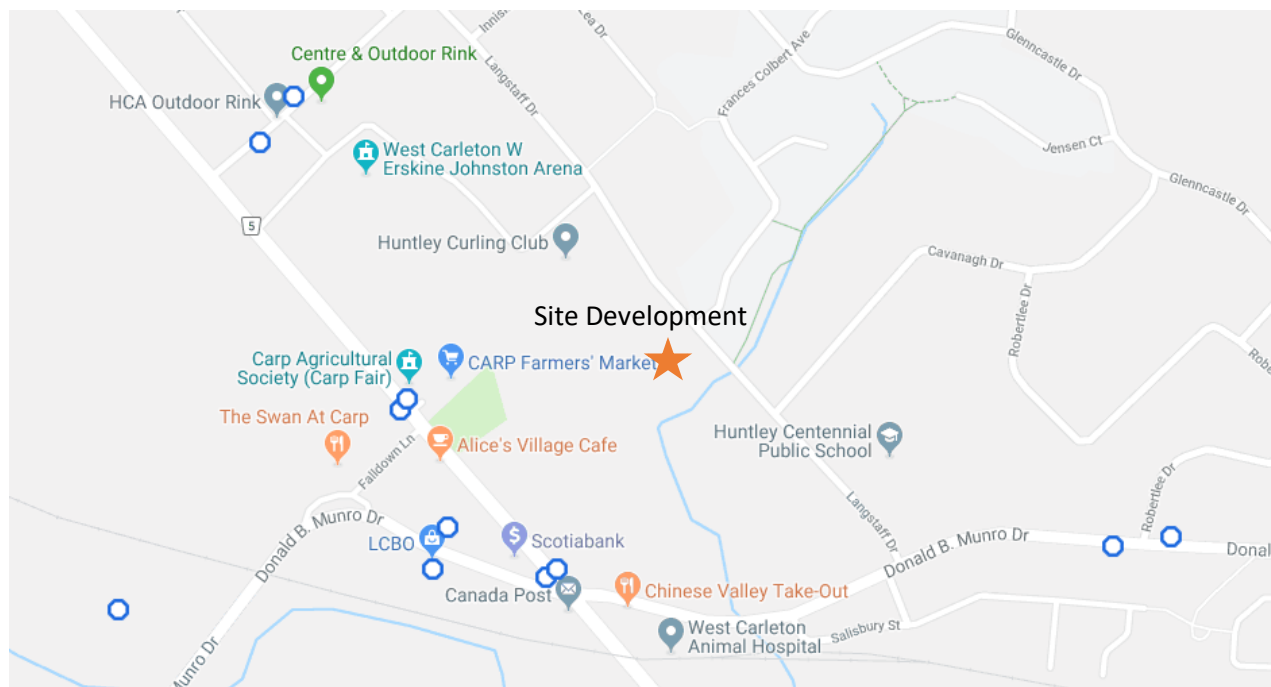 Centre & Outdoor Rink
HCA Outdoor Rink
Langstaff Dr
Lea Dr
Frances Colbert Ave
Glenncastle Dr
Jensen Ct
Glenncastle Dr
West Carleton W
Erskine Johnston Arena
5
Huntley Curling Club
Cavanagh Dr
Robertlee Dr
Site Development
Carp Agricultural
Society (Carp Fair)
CARP Farmers' Market
The Swan At Carp
Alice's Village Cafe
Falldown Ln
Huntley Centennial
Public School
Robertlee Dr
Langstaff Dr
Donald B. Munro Dr
LCBO
$
Scotiabank
Donald B. Munro Dr
Donal
Canada Post
Chinese Valley Take-Out
West Carleton
Animal Hospital
Salisbury St
Munro Dr